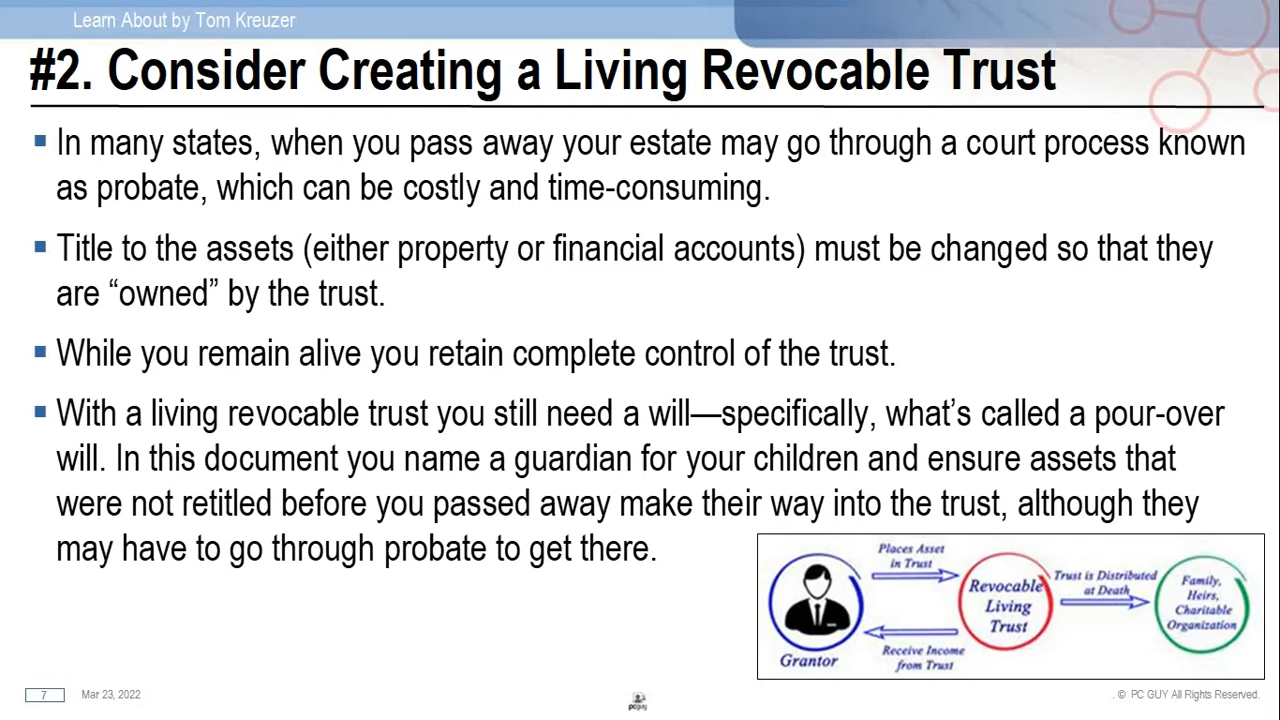 Learn About by Tom Kreuzer
#2. Consider Creating a Living Revocable Trust
▪ In many states, when you pass away your estate may go through a court process known
as probate, which can be costly and time-consuming.
▪ Title to the assets (either property or financial accounts) must be changed so that they
are “owned” by the trust.
▪ While you remain alive you retain complete control of the trust.
▪ With a living revocable trust you still need a will—specifically, what’s called a pour-over
will. In this document you name a guardian for your children and ensure assets that
were not retitled before you passed away make their way into the trust, although they
may have to go through probate to get there.
Places Asset
in Trust
Grantor
Receive Income
from Trust
Revocable
Living
Trust
Trust is Distributed
at Death
Family,
Heirs,
Charitable
Organization
7
Mar 23, 2022
pcguy
. © PC GUY All Rights Reserved.